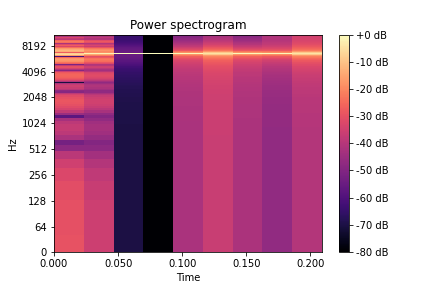 Power spectrogram
8192
4096
2048
1024
512
256
128
64
0
Hz
0.000 0.050 0.100 0.150 0.200
Time
+0 dB
-10 dB
-20 dB
-30 dB
-40 dB
-50 dB
-60 dB
-70 dB
-80 dB